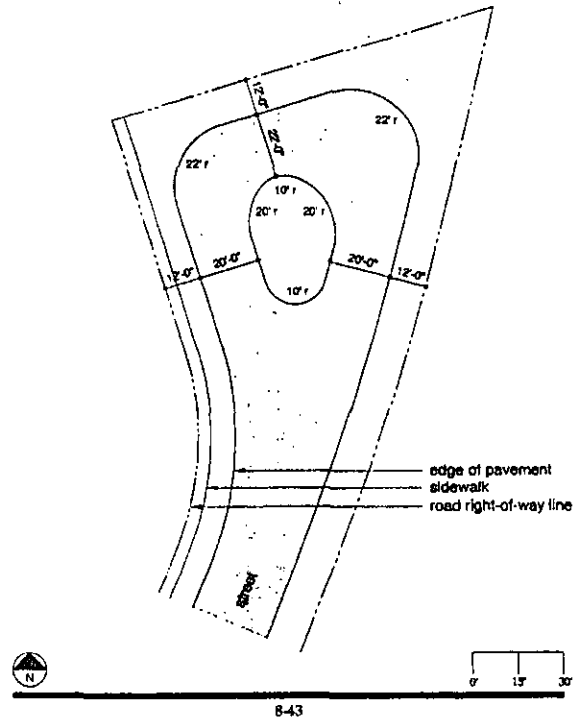 12'-0"
22'-0"
22' r
22' r
10' r
20' r
20' r
12'-0"
20'-0"
20'-0"
12'-0"
10' r
edge of pavement
sidewalk
road right-of-way line
street
N
0'
15'
30'
8-43